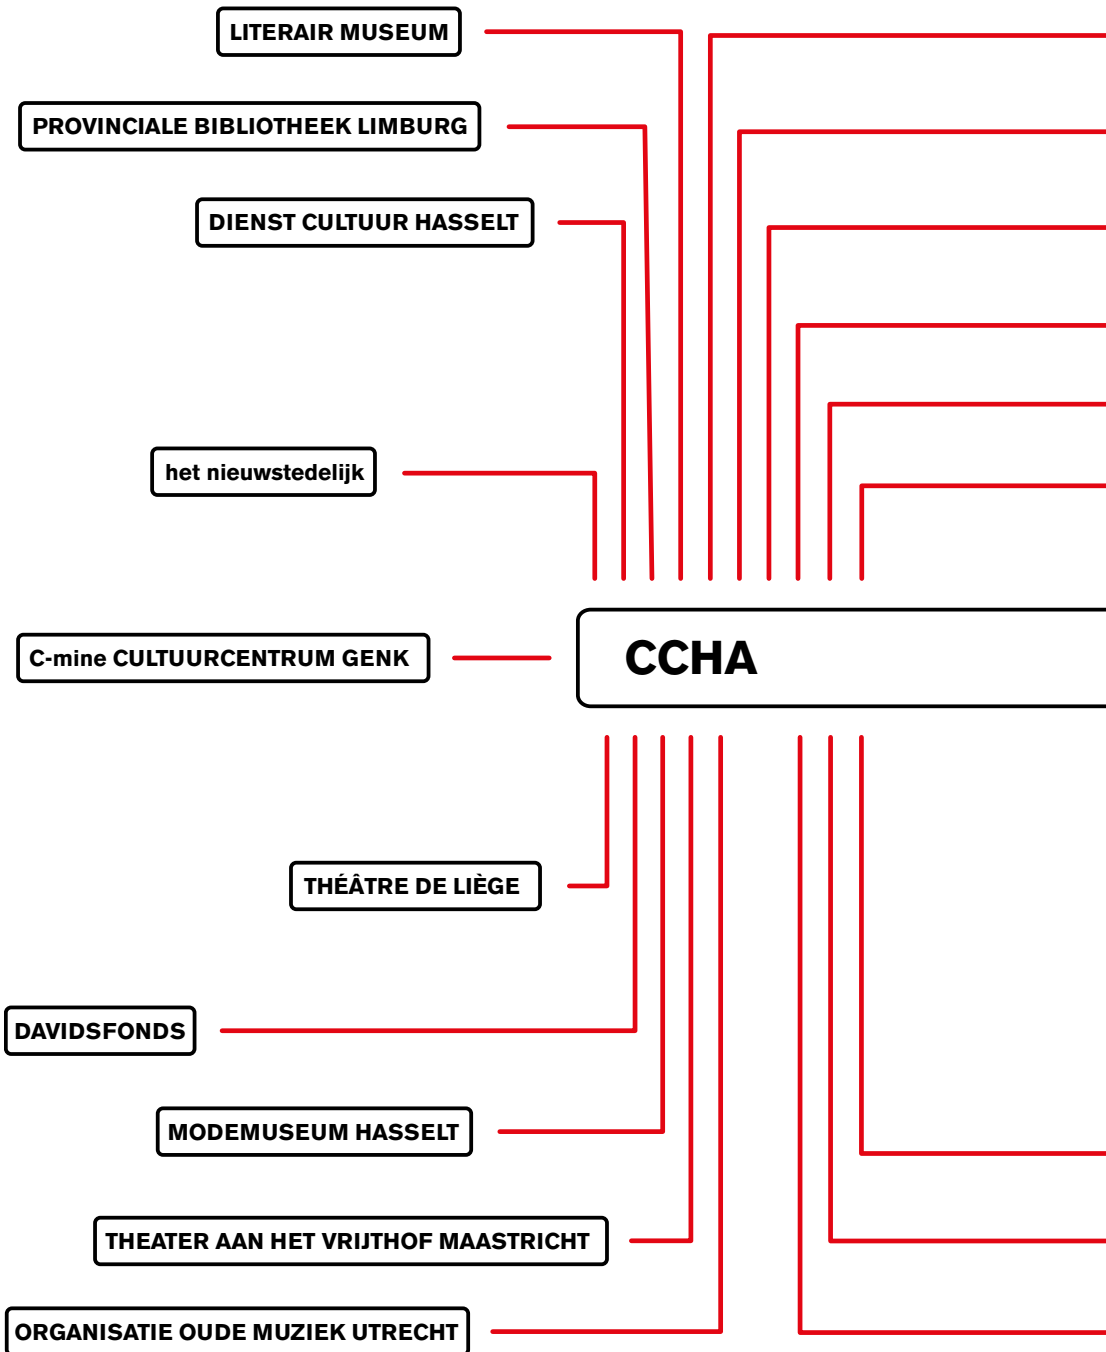 LITERAIR MUSEUM
PROVINCIALE BIBLIOTHEEK LIMBURG
DIENST CULTUUR HASSELT
het nieuwstedelijk
C-mine CULTUURCENTRUM GENK
CCHA
THÉÂTRE DE LIÈGE
DAVIDSFONDS
MODEMUSEUM HASSELT
THEATER AAN HET VRIJTHOF MAASTRICHT
ORGANISATIE OUDE MUZIEK UTRECHT